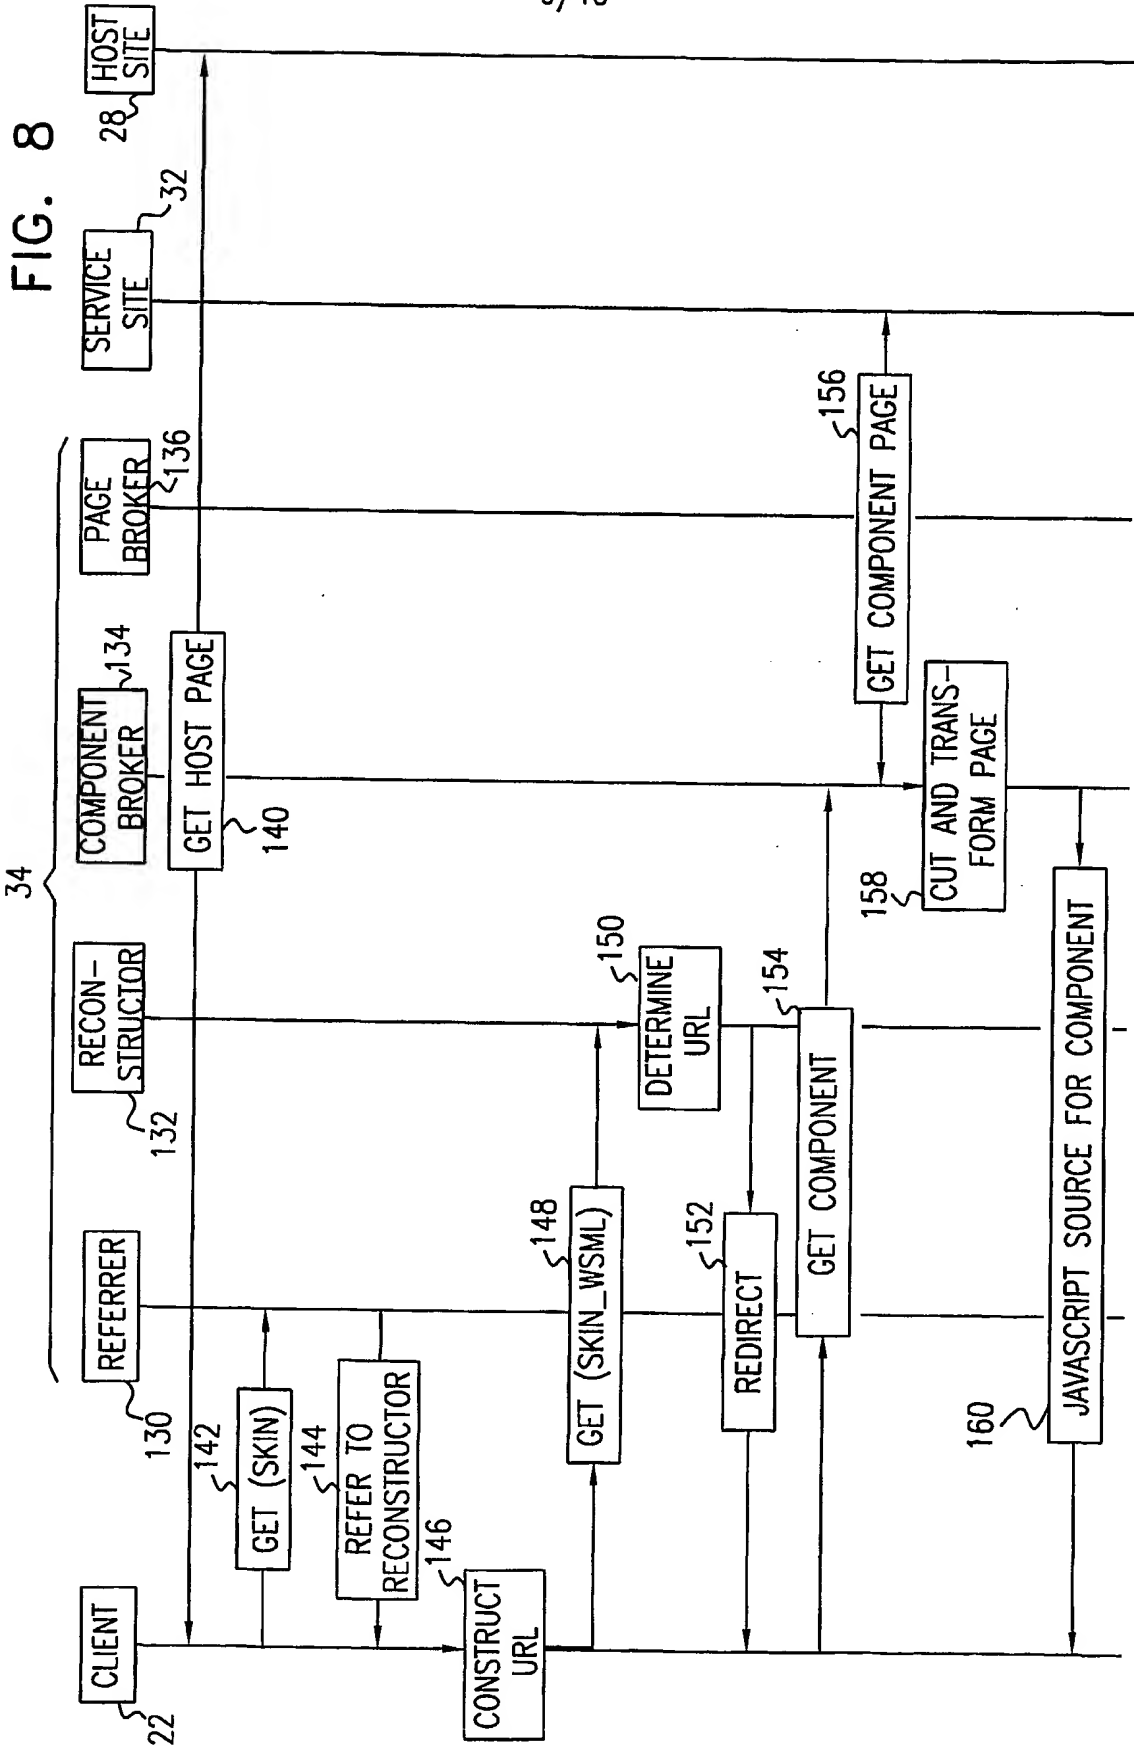 FIG. 8
34
CLIENT
22
REFERRER
130
RECON-
STRUCTOR
132
COMPONENT
BROKER
134
PAGE
BROKER
136
SERVICE
SITE
32
HOST
SITE
28
GET HOST PAGE
140
142
GET (SKIN)
144
REFER TO
RECONSTRUCTOR
146
CONSTRUCT
URL
148
GET (SKIN_WSML)
150
DETERMINE
URL
152
REDIRECT
154
GET COMPONENT
156
GET COMPONENT PAGE
158
CUT AND TRANS-
FORM PAGE
160
JAVASCRIPT SOURCE FOR COMPONENT